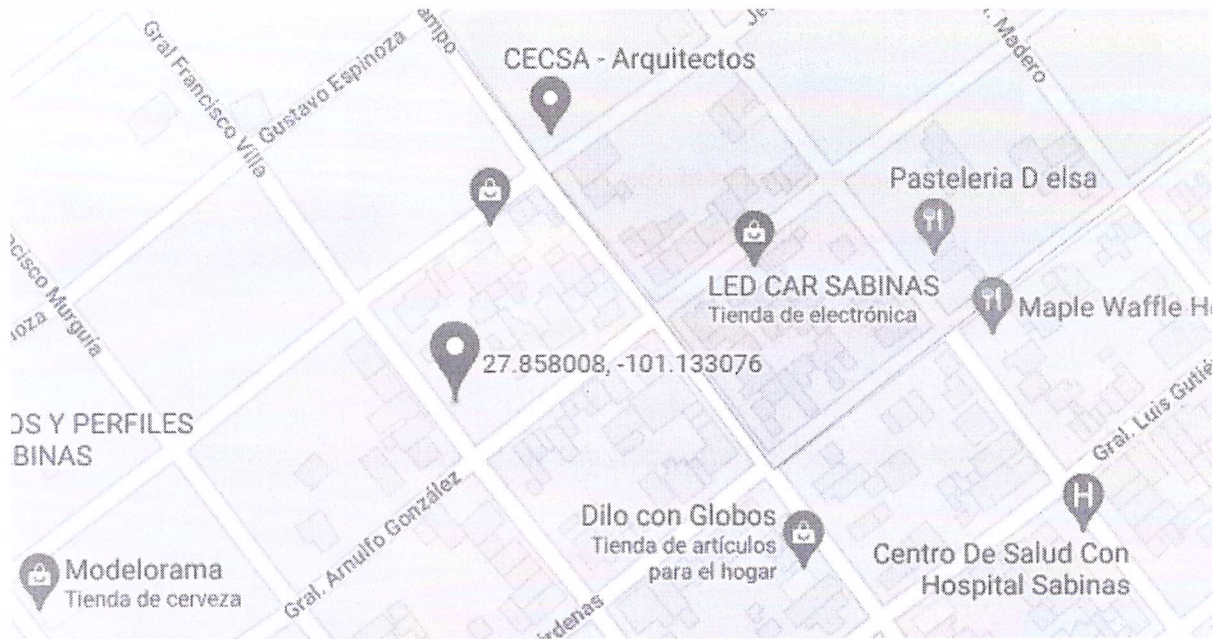 Gral Francisco Villa
Gustavo Espinoza
CECSA - Arquitectos
Madero
Pasteleria D elsa
LED CAR SABINAS
Tienda de electrónica
Maple Waffle
Murguía
27.858008, -101.133076
OS Y PERFILES
BINAS
Gral. Luis
Gral. Arnulfo González
Dilo con Globos
Tienda de artículos
para el hogar
H
Centro De Salud Con
Hospital Sabinas
Modelorama
Tienda de cerveza